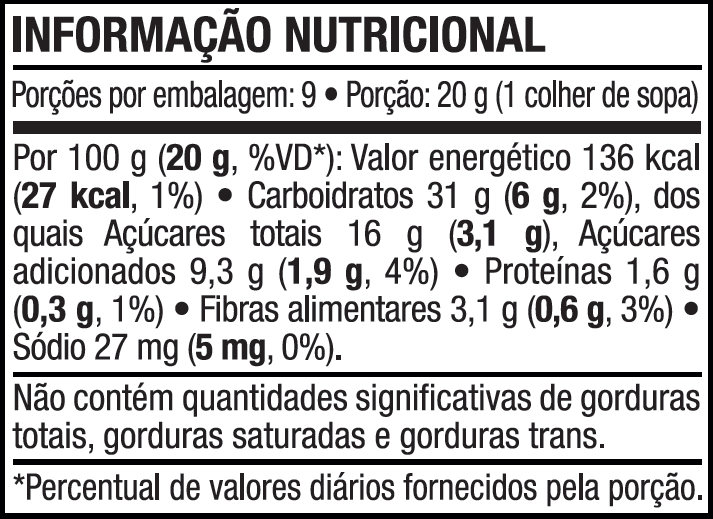 INFORMAÇÃO NUTRICIONAL
Porções por embalagem: 9 • Porção: 20 g (1 colher de sopa)
Por 100 g (20 g, %VD*): Valor energético 136 kcal
(27 kcal, 1%) • Carboidratos 31 g (6 g, 2%), dos
quais Açúcares totais 16 g (3,1 g), Açúcares
adicionados 9,3 g (1,9 g, 4%) • Proteínas 1,6 g
(0,3 g, 1%) • Fibras alimentares 3,1 g (0,6 g, 3%) •
Sódio 27 mg (5 mg, 0%).
Não contém quantidades significativas de gorduras
totais, gorduras saturadas e gorduras trans.
*Percentual de valores diários fornecidos pela porção.